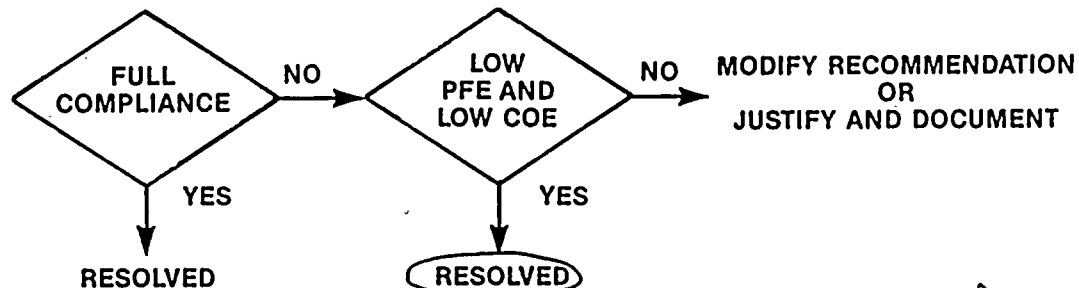 FULL
COMPLIANCE
NO
LOW
PFE AND
LOW COE
NO
MODIFY RECOMMENDATION
OR
JUSTIFY AND DOCUMENT
YES
YES
RESOLVED
RESOLVED